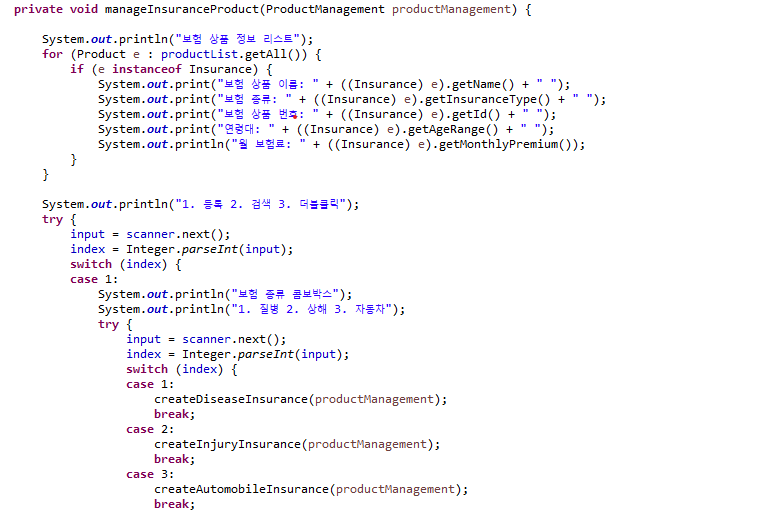 private void manageInsuranceProduct(ProductManagement productManagement) {
System.out.println("보험 상품 정보 리스트");
for (Product e : productList.getAll()) {
if (e instanceof Insurance) {
System.out.print("보험 상품 이름: " + ((Insurance) e).getName() + " ");
System.out.print("보험 종류: " + ((Insurance) e).getInsuranceType() + " ");
System.out.print("보험 상품 번호: " + ((Insurance) e).getId() + " ");
System.out.print("연령대: " + ((Insurance) e).getAgeRange() + " ");
System.out.println("월 보험료: " + ((Insurance) e).getMonthlyPremium());
}
}
System.out.println("1. 등록 2. 검색 3. 더블클릭");
try {
input = scanner.next();
index = Integer.parseInt(input);
switch (index) {
case 1:
System.out.println("보험 종류 콤보박스");
System.out.println("1. 질병 2. 상해 3. 자동차");
try {
input = scanner.next();
index = Integer.parseInt(input);
switch (index) {
case 1:
createDiseaseInsurance(productManagement);
break;
case 2:
createInjuryInsurance(productManagement);
break;
case 3:
createAutomobileInsurance(productManagement);
break;